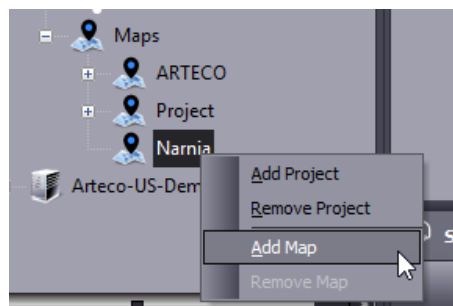 Maps
ARTECO
Project
Narnia
Arteco-US-Dem
Add Project
Remove Project
Add Map
Remove Map